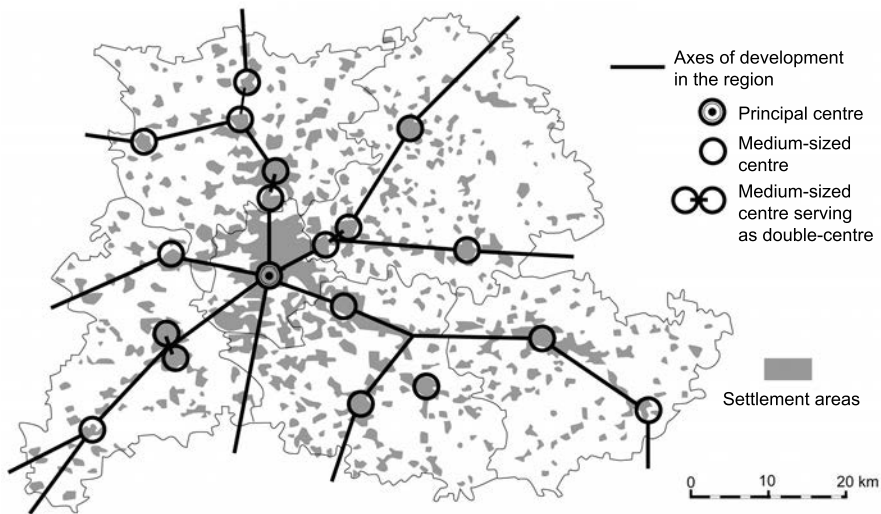 Axes of development
in the region
Principal centre
Medium-sized
centre
Medium-sized
centre serving
as double-centre
Settlement areas
0 10 20 km